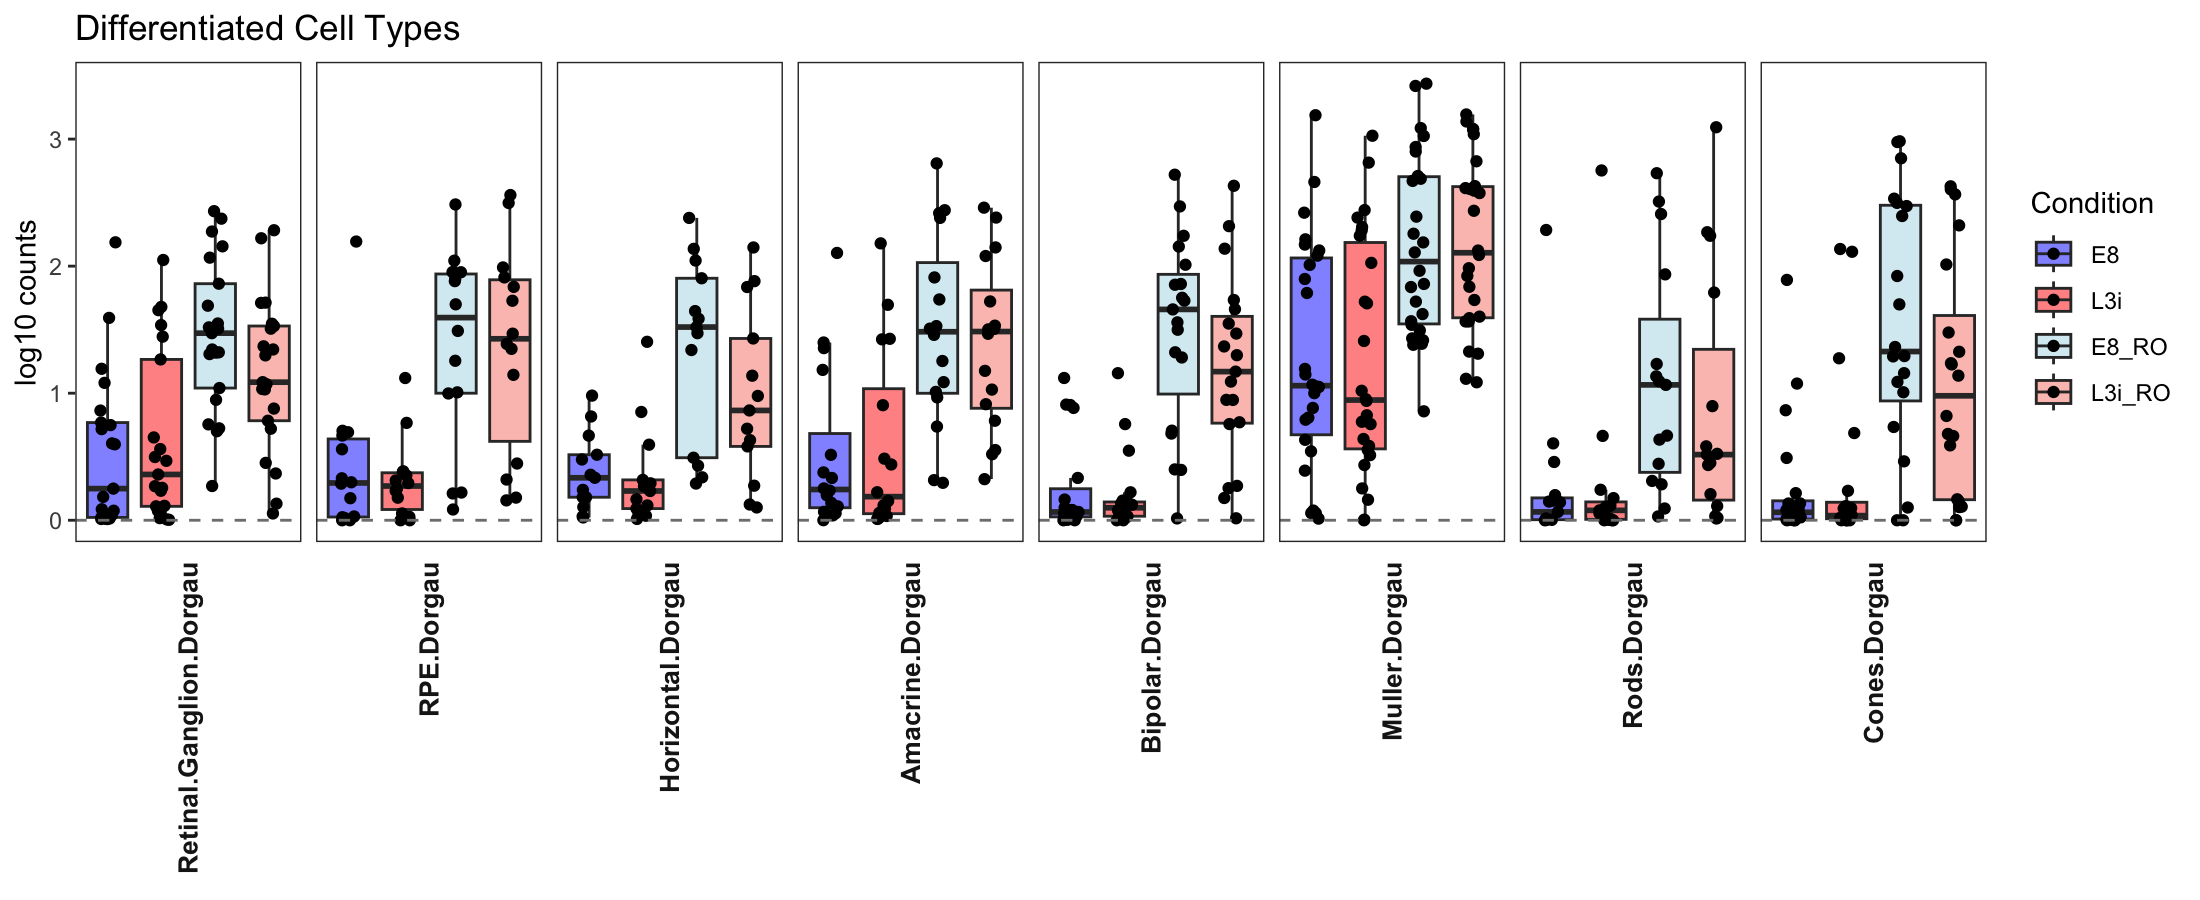 Differentiated Cell Types
log10 counts
3
2
1
0
Retinal.Ganglion.Dorgau
RPE.Dorgau
Horizontal.Dorgau
Amacrine.Dorgau
Bipolar.Dorgau
Muller.Dorgau
Rods.Dorgau
Cones.Dorgau
Condition
E8
L3i
E8_RO
L3i_RO